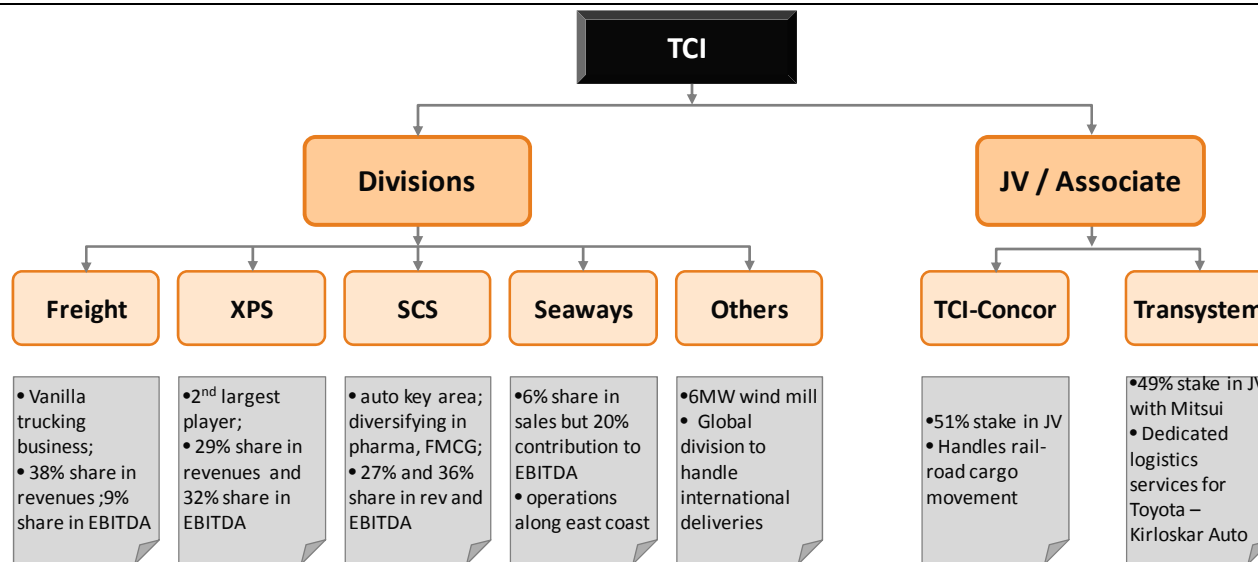 TCI
Divisions
JV / Associate
Freight
XPS
SCS
Seaways
Others
TCI-Concor
Transystem
• Vanilla
trucking
business;
• 38% share in
revenues ;9%
share in EBITDA
•2nd largest
player;
• 29% share in
revenues and
32% share in
EBITDA
• auto key area;
diversifying in
pharma, FMCG;
• 27% and 36%
share in rev and
EBITDA
•6% share in
sales but 20%
contribution to
EBITDA
• operations
along east coast
•6MW wind mill
• Global
division to
handle
international
deliveries
•51% stake in JV
• Handles rail-
road cargo
movement
•49% stake in JV
with Mitsui
• Dedicated
logistics
services for
Toyota –
Kirloskar Auto